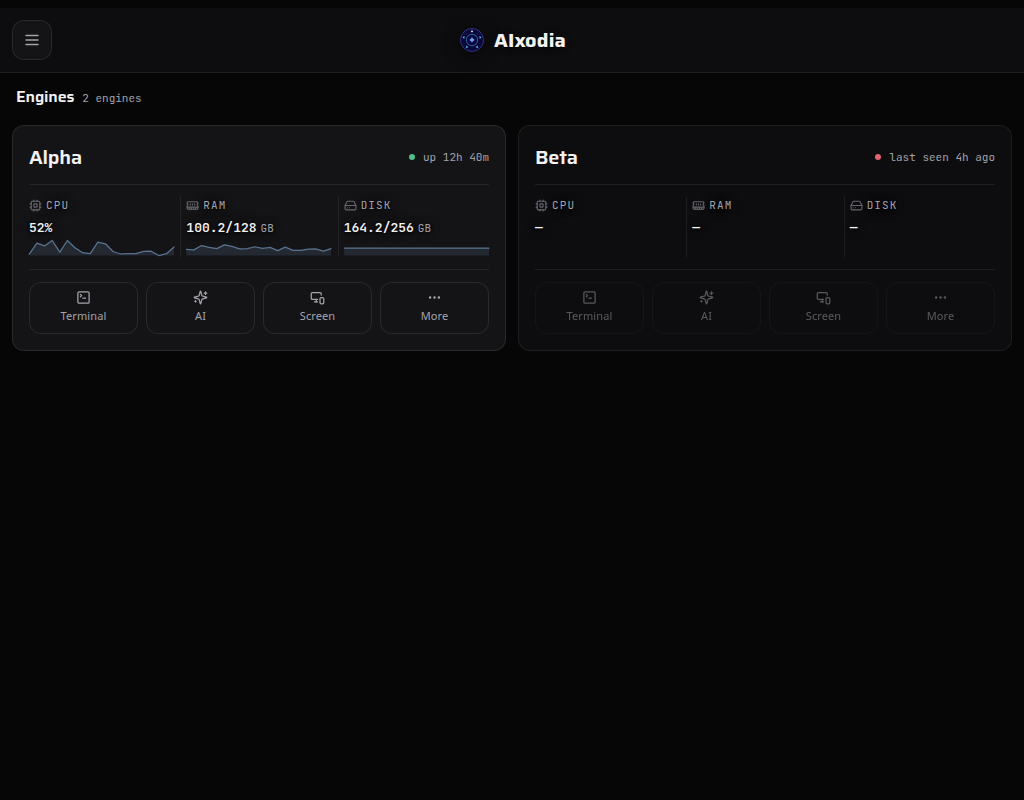 AIxodia
Engines 2 engines
Alpha
up 12h 40m
CPU
52%
RAM
100.2/128 GB
DISK
164.2/256 GB
Terminal
AI
Screen
More
Beta
last seen 4h ago
CPU
—
RAM
—
DISK
—
Terminal
AI
Screen
More